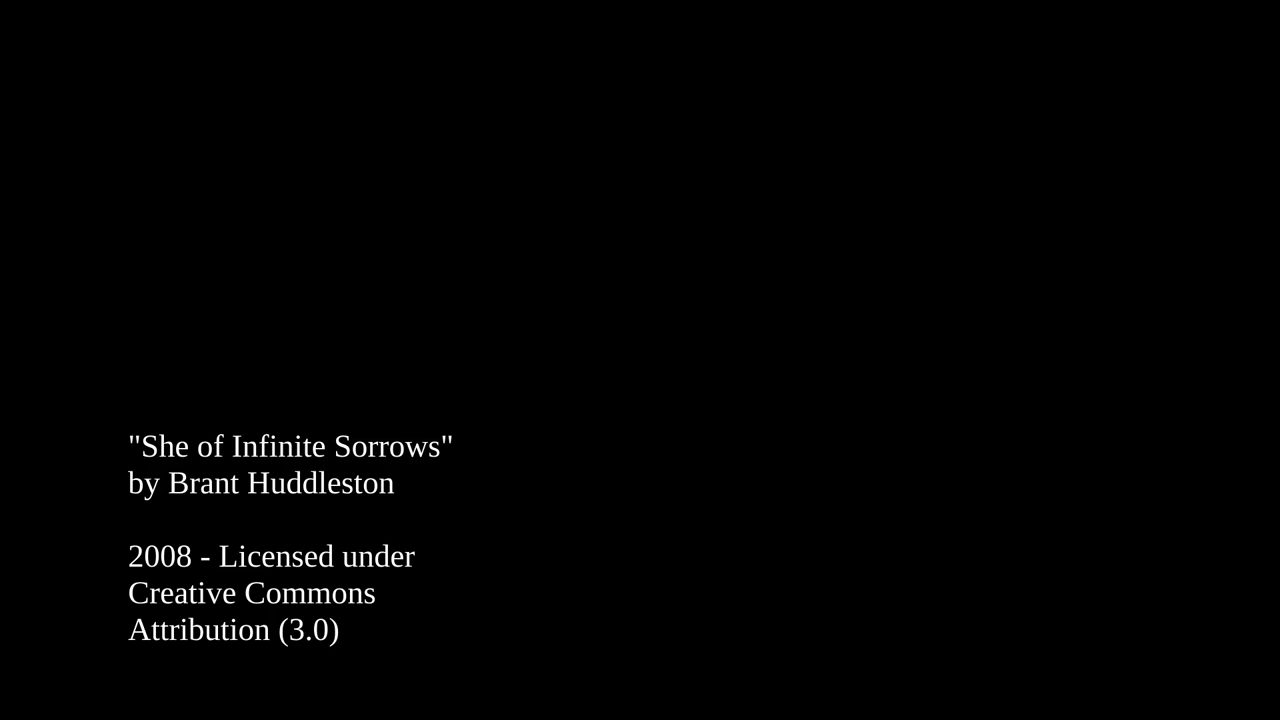 "She of Infinite Sorrows"
by Brant Huddleston
2008 - Licensed under
Creative Commons
Attribution (3.0)